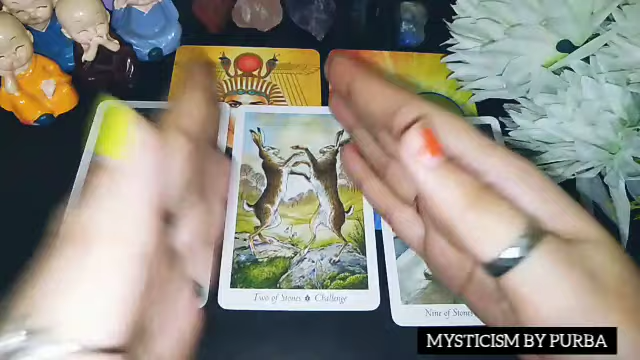 Two of Stones Challenge
Nine of Stones
MYSTICISM BY PURBA